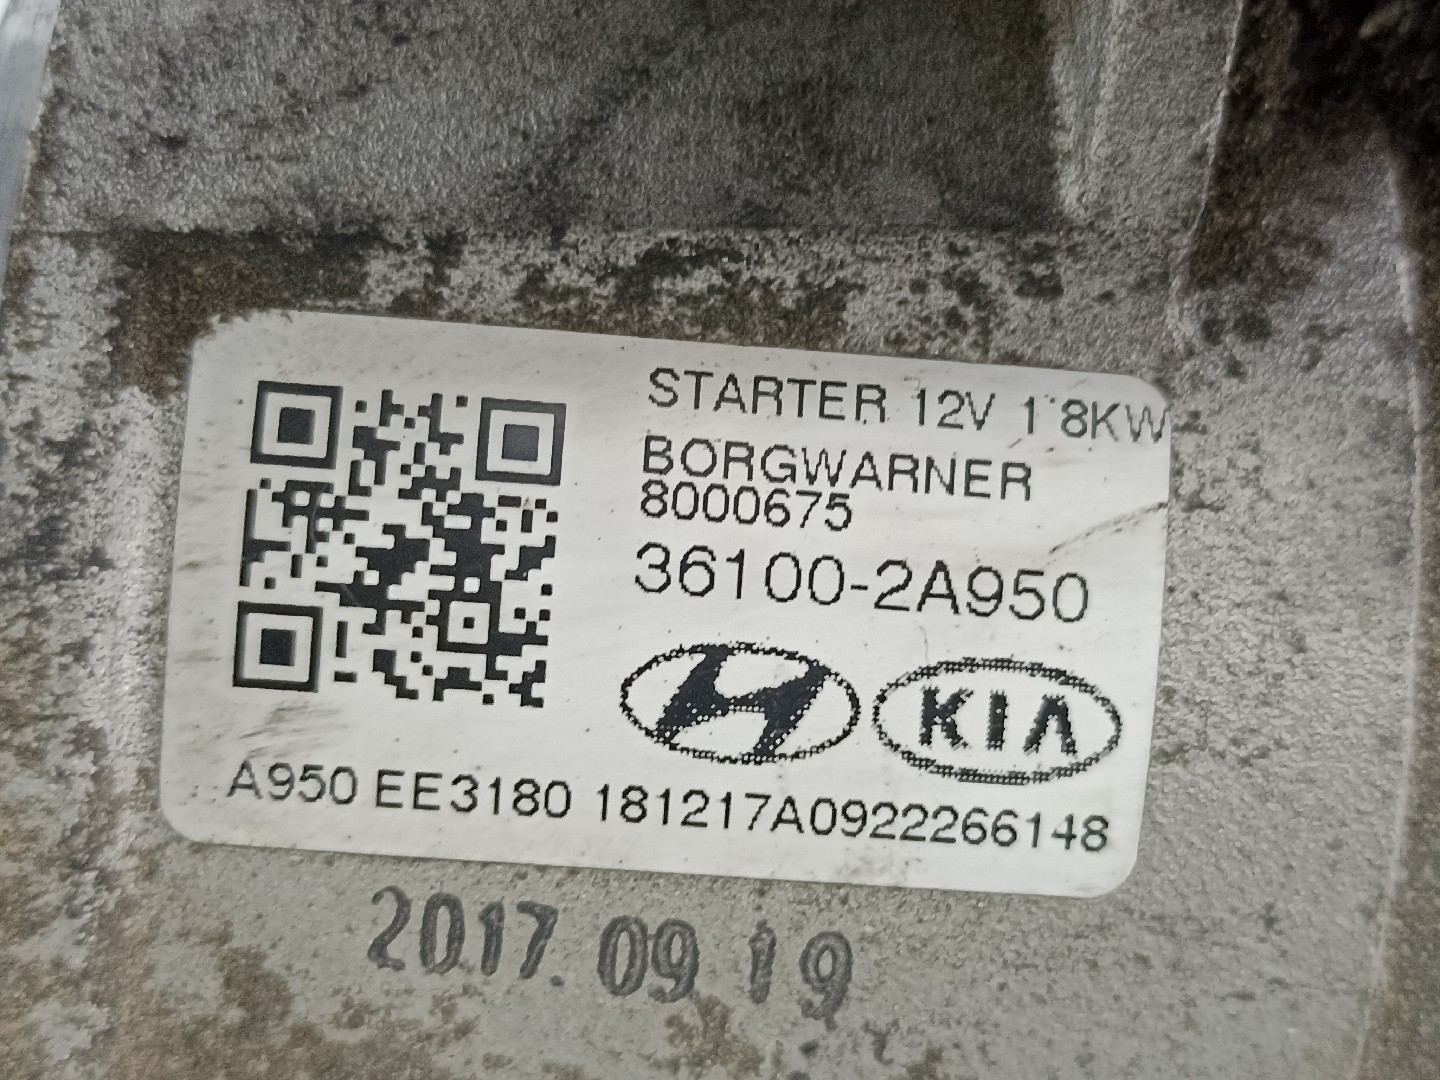 STARTER 12V 1.8KW
BORGWARNER
8000675
36100-2A950
KIA
A950 EE3180 181217A0922266148
2017.09 19